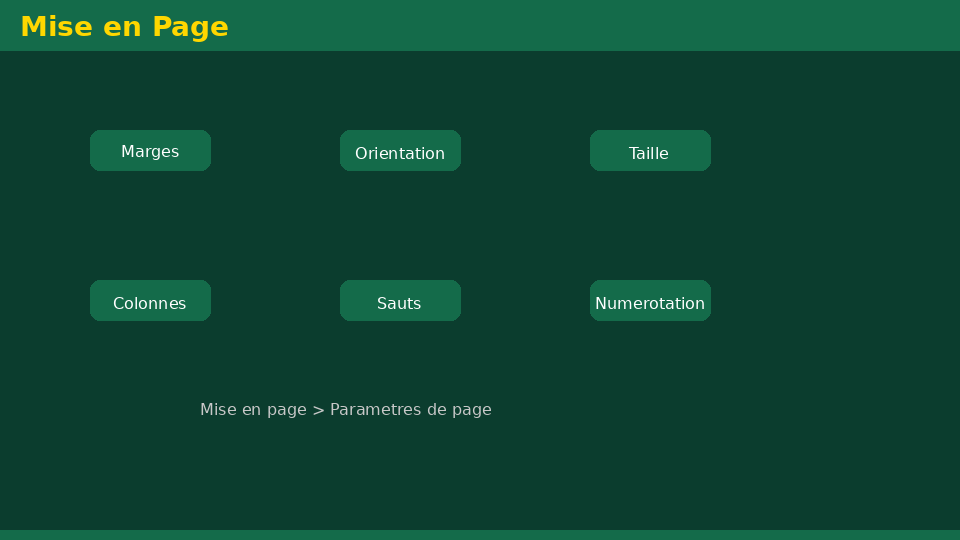 Mise en Page
Marges
Orientation
Taille
Colonnes
Sauts
Numerotation
Mise en page > Parametres de page